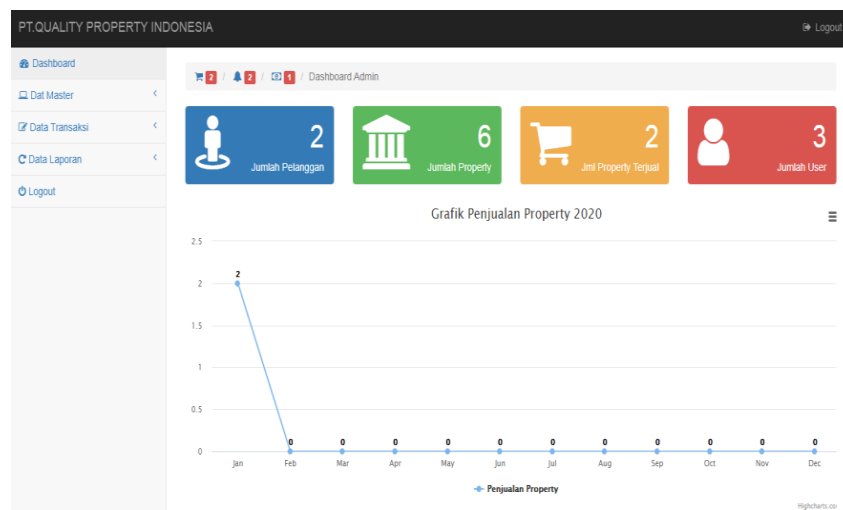 PT.QUALITY PROPERTY INDONESIA
Logout
Dashboard
Dat Master
Data Transaksi
Data Laporan
Logout
2 / 2 / 1 / Dashboard Admin
2
Jumlah Pelanggan
6
Jumlah Property
2
Jml Property Terjual
3
Jumlah User
Grafik Penjualan Property 2020
2.5
2
1.5
1
0.5
0
2
0 0 0 0 0 0 0 0 0 0 0
Jan Feb Mar Apr May Jun Jul Aug Sep Oct Nov Dec
Penjualan Property
Highcharts.co